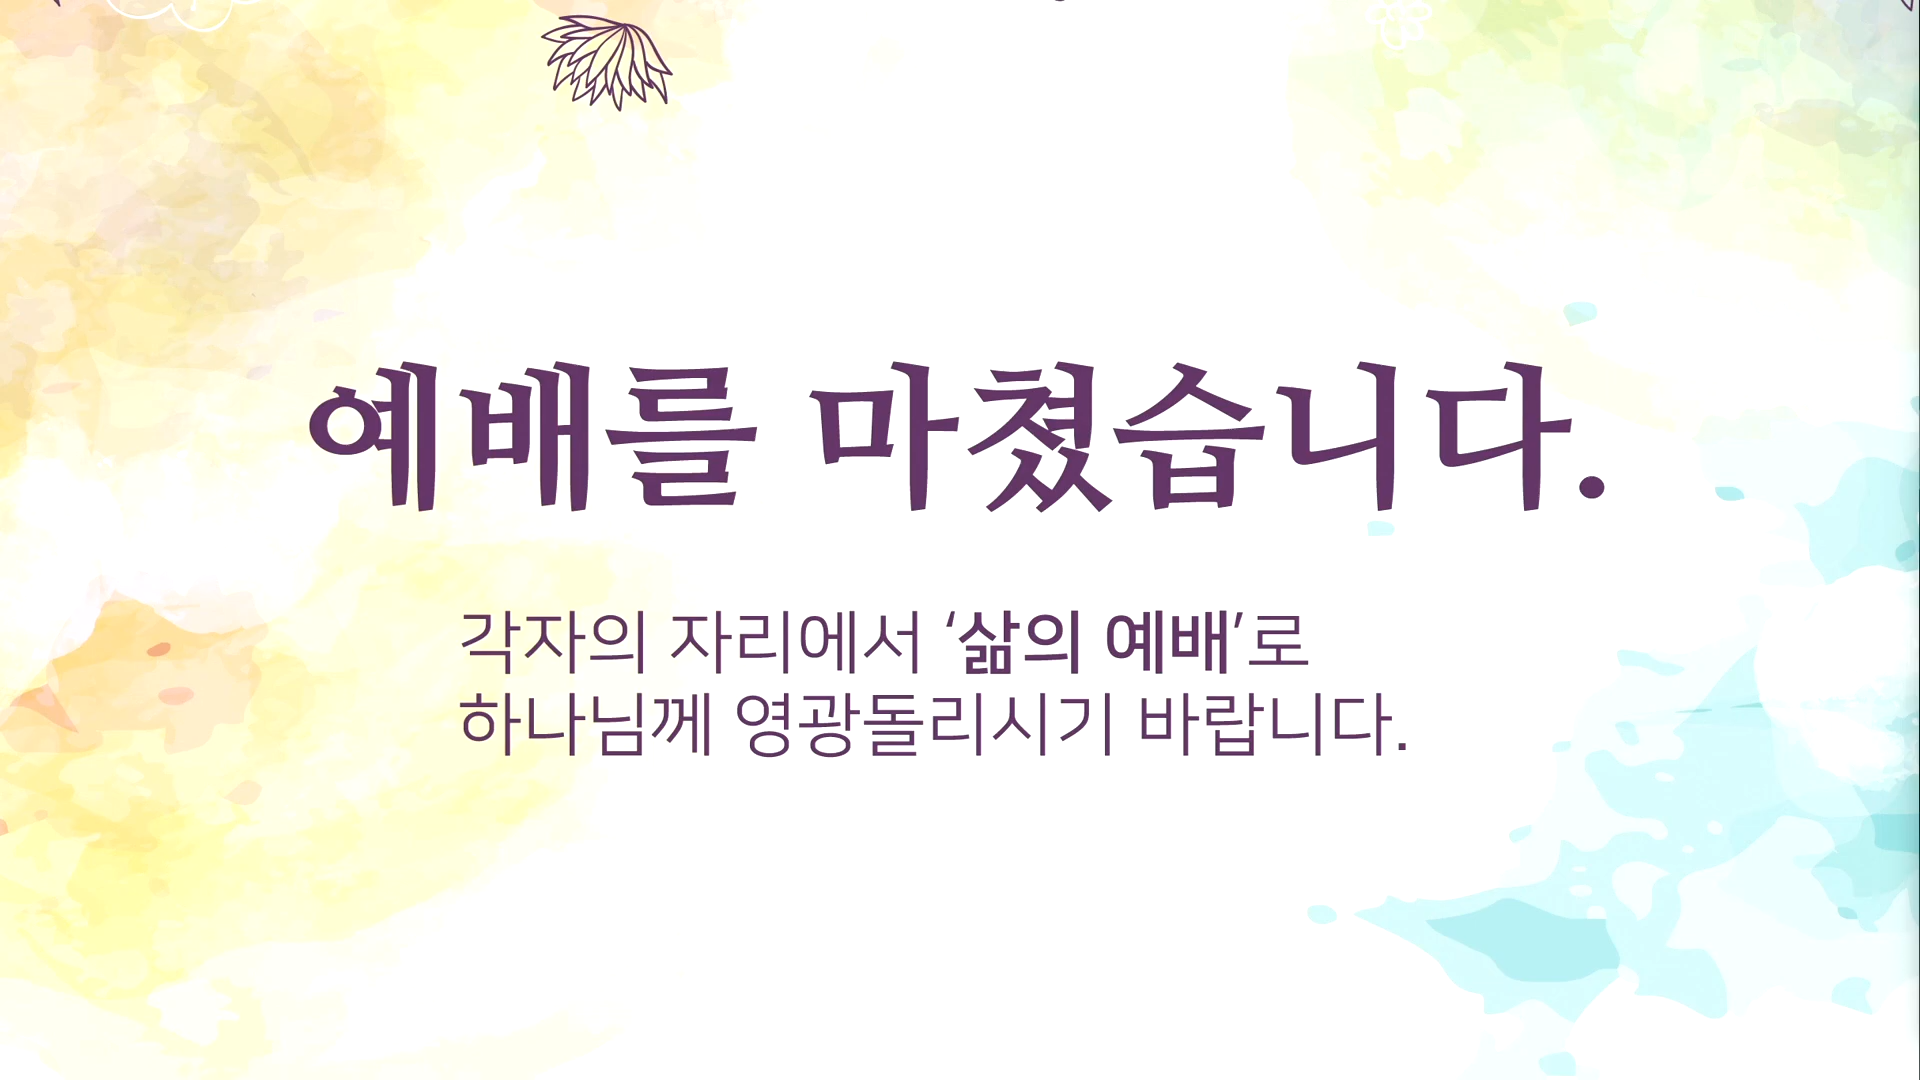 예배를 마쳤습니다.
각자의 자리에서 ‘삶의 예배’로
하나님께 영광돌리시기 바랍니다.